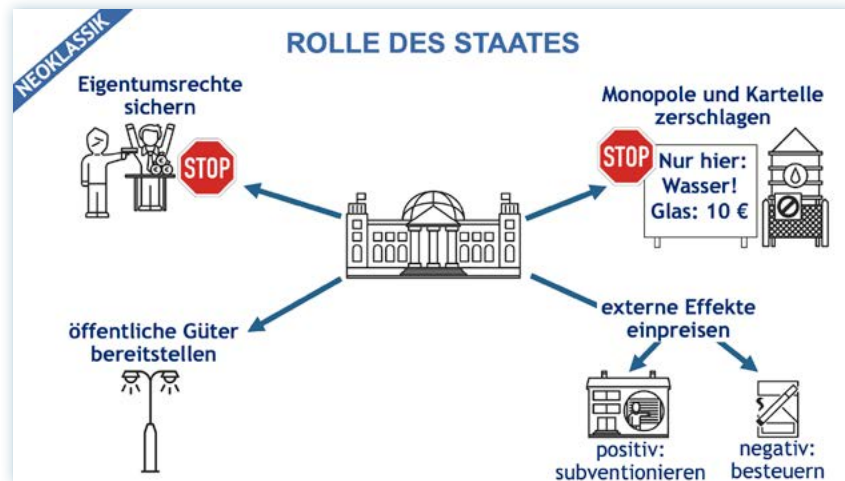 NEOKLASSIK
ROLLE DES STAATES
Eigentumsrechte
sichern
STOP
Monopole und Kartelle
zerschlagen
STOP
Nur hier:
Wasser!
Glas: 10 €
öffentliche Güter
bereitstellen
externe Effekte
einpreisen
positiv:
subventionieren
negativ:
besteuern